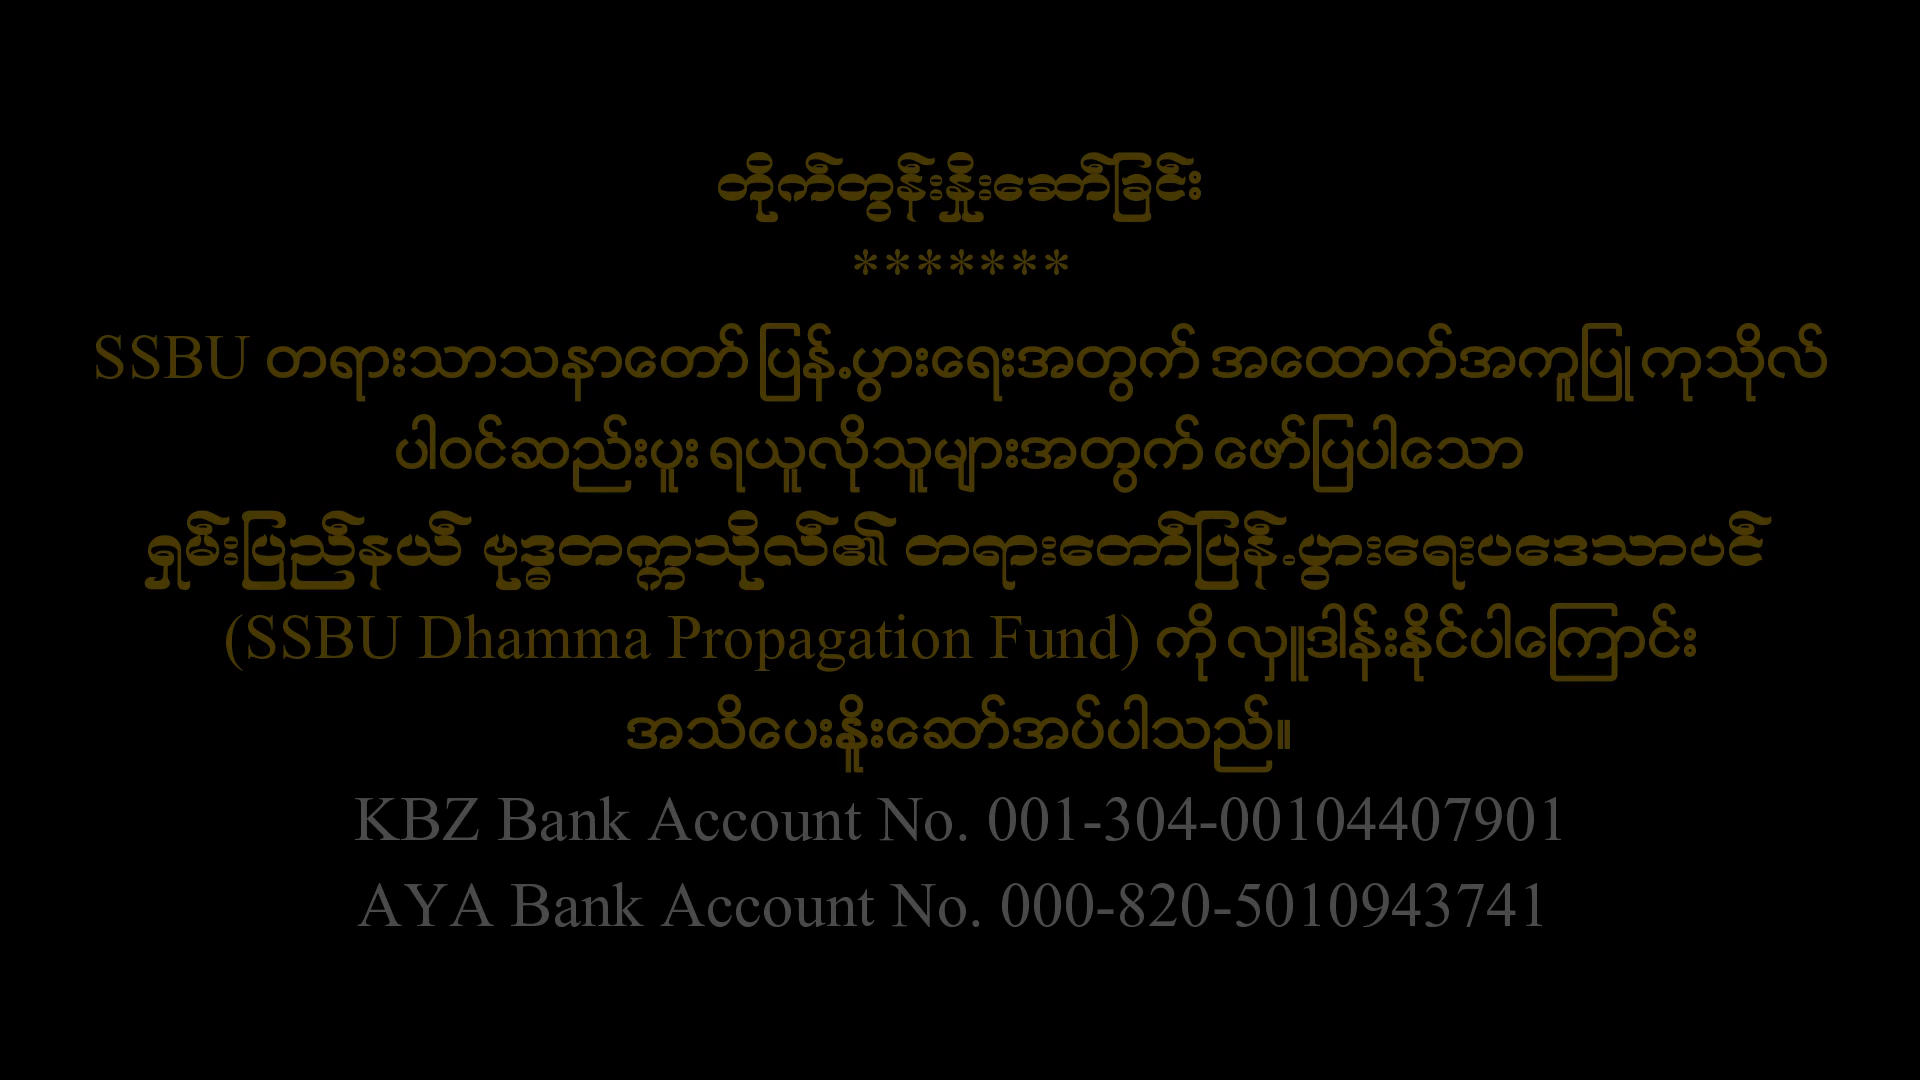 တိုက်တွန်းနှိုးဆော်ခြင်း
*******
SSBU တရားသာသနာတော် ပြန့်ပွားရေးအတွက် အထောက်အကူပြု ကုသိုလ်
ပါဝင်ဆည်းပူး ရယူလိုသူများအတွက် ဖော်ပြပါသော
ရှမ်းပြည်နယ် ဗုဒ္ဓတက္ကသိုလ်၏ တရားတော်ပြန့်ပွားရေးပဒေသာပင်
(SSBU Dhamma Propagation Fund) ကို လှူဒါန်းနိုင်ပါကြောင်း
အသိပေးနိူးဆော်အပ်ပါသည်။
KBZ Bank Account No. 001-304-00104407901
AYA Bank Account No. 000-820-5010943741